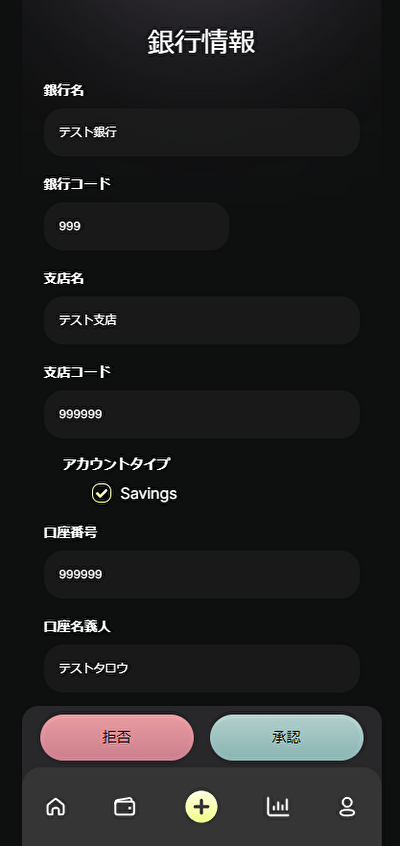 銀行情報
銀行名
テスト銀行
銀行コード
999
支店名
テスト支店
支店コード
999999
アカウントタイプ
Savings
口座番号
999999
口座名義人
テストタロウ
拒否 承認